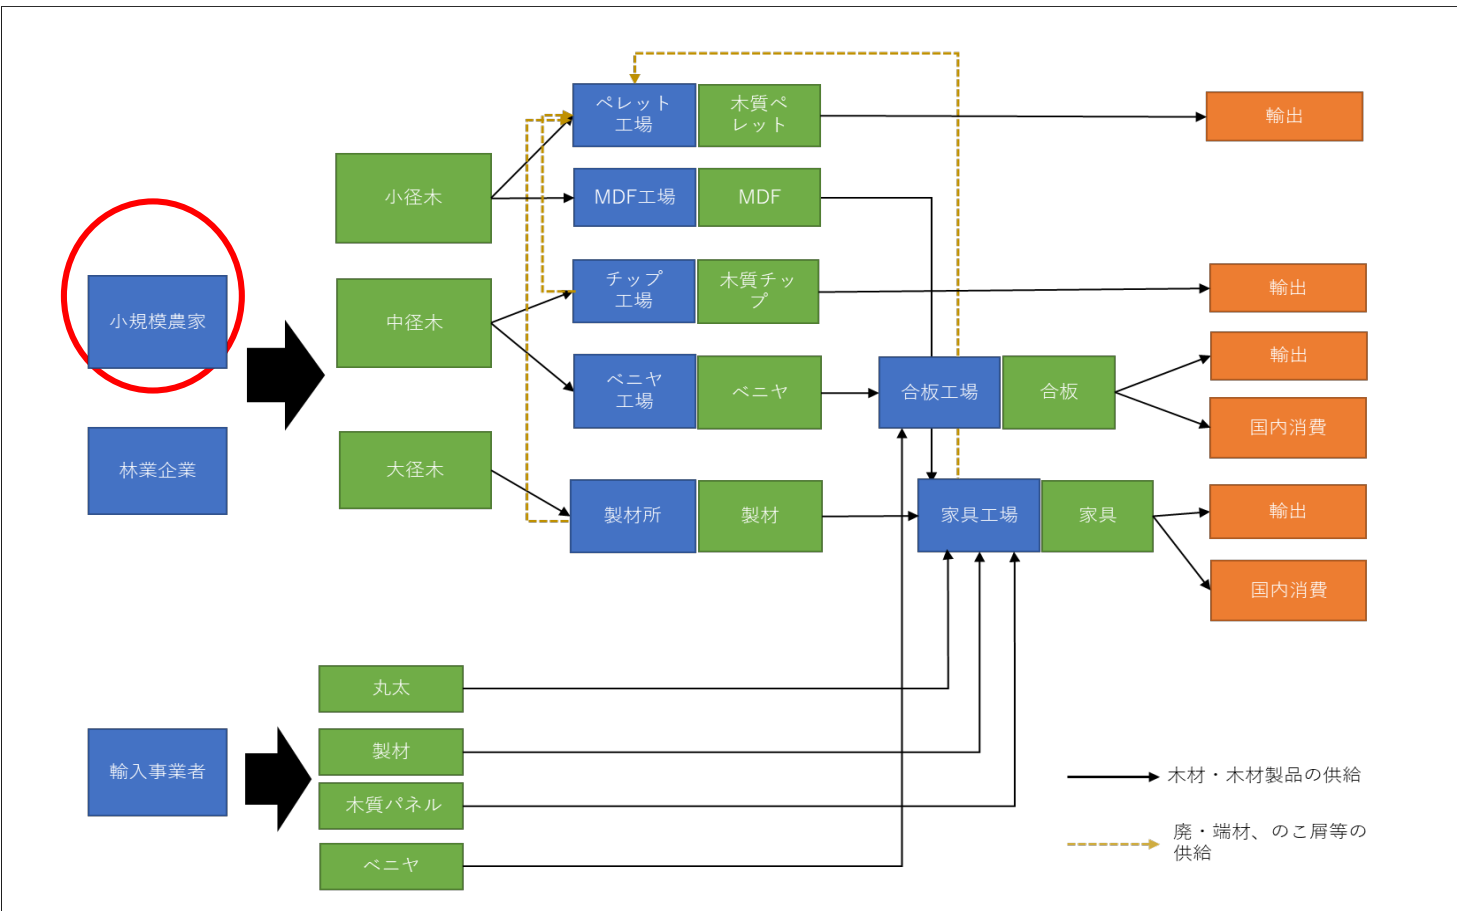 小規模農家
林業企業
輸入事業者
小径木
中径木
大径木
丸太
製材
木質パネル
ベニヤ
ペレット
工場
木質ペ
レット
MDF工場
MDF
チップ
工場
木質チッ
プ
ベニヤ
工場
ベニヤ
製材所
製材
合板工場
合板
家具工場
家具
輸出
輸出
輸出
国内消費
輸出
国内消費
木材・木材製品の供給
廃・端材、のこ屑等の
供給